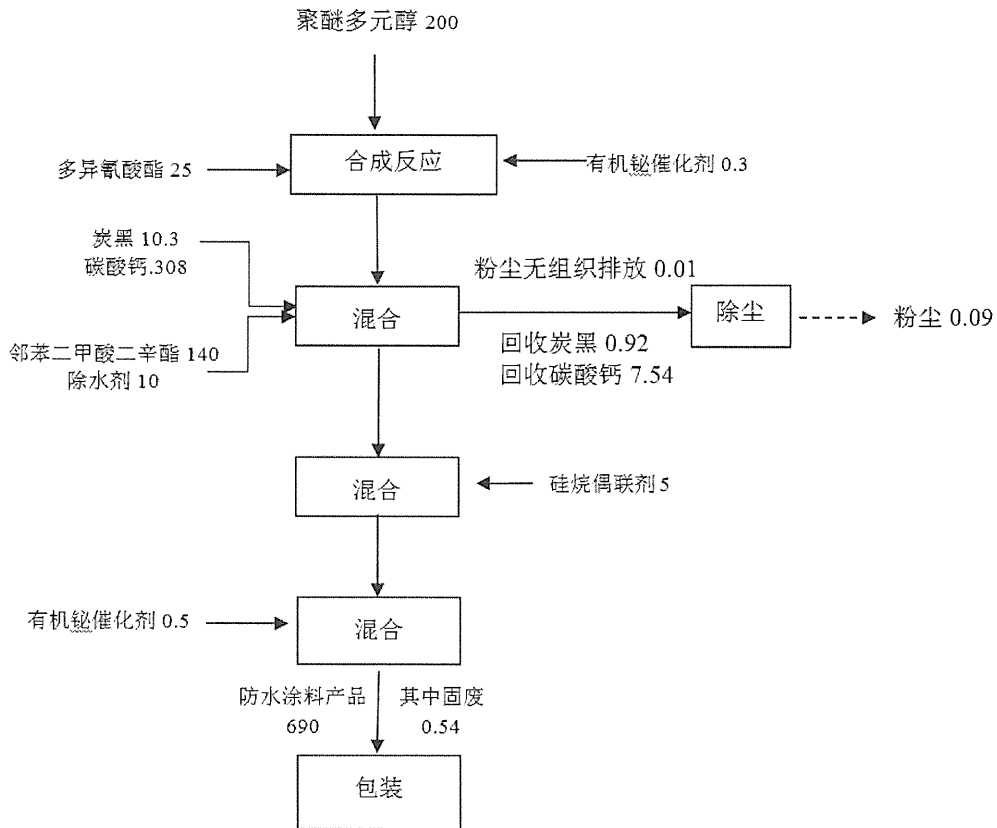 聚醚多元醇 200
合成反应
多异氰酸酯 25
有机铋催化剂 0.3
炭黑 10.3
碳酸钙.308
粉尘无组织排放 0.01
混合
除尘
粉尘 0.09
回收炭黑 0.92
回收碳酸钙 7.54
邻苯二甲酸二辛酯 140
除水剂 10
混合
硅烷偶联剂 5
有机铋催化剂 0.5
混合
防水涂料产品
690
其中固废
0.54
包装